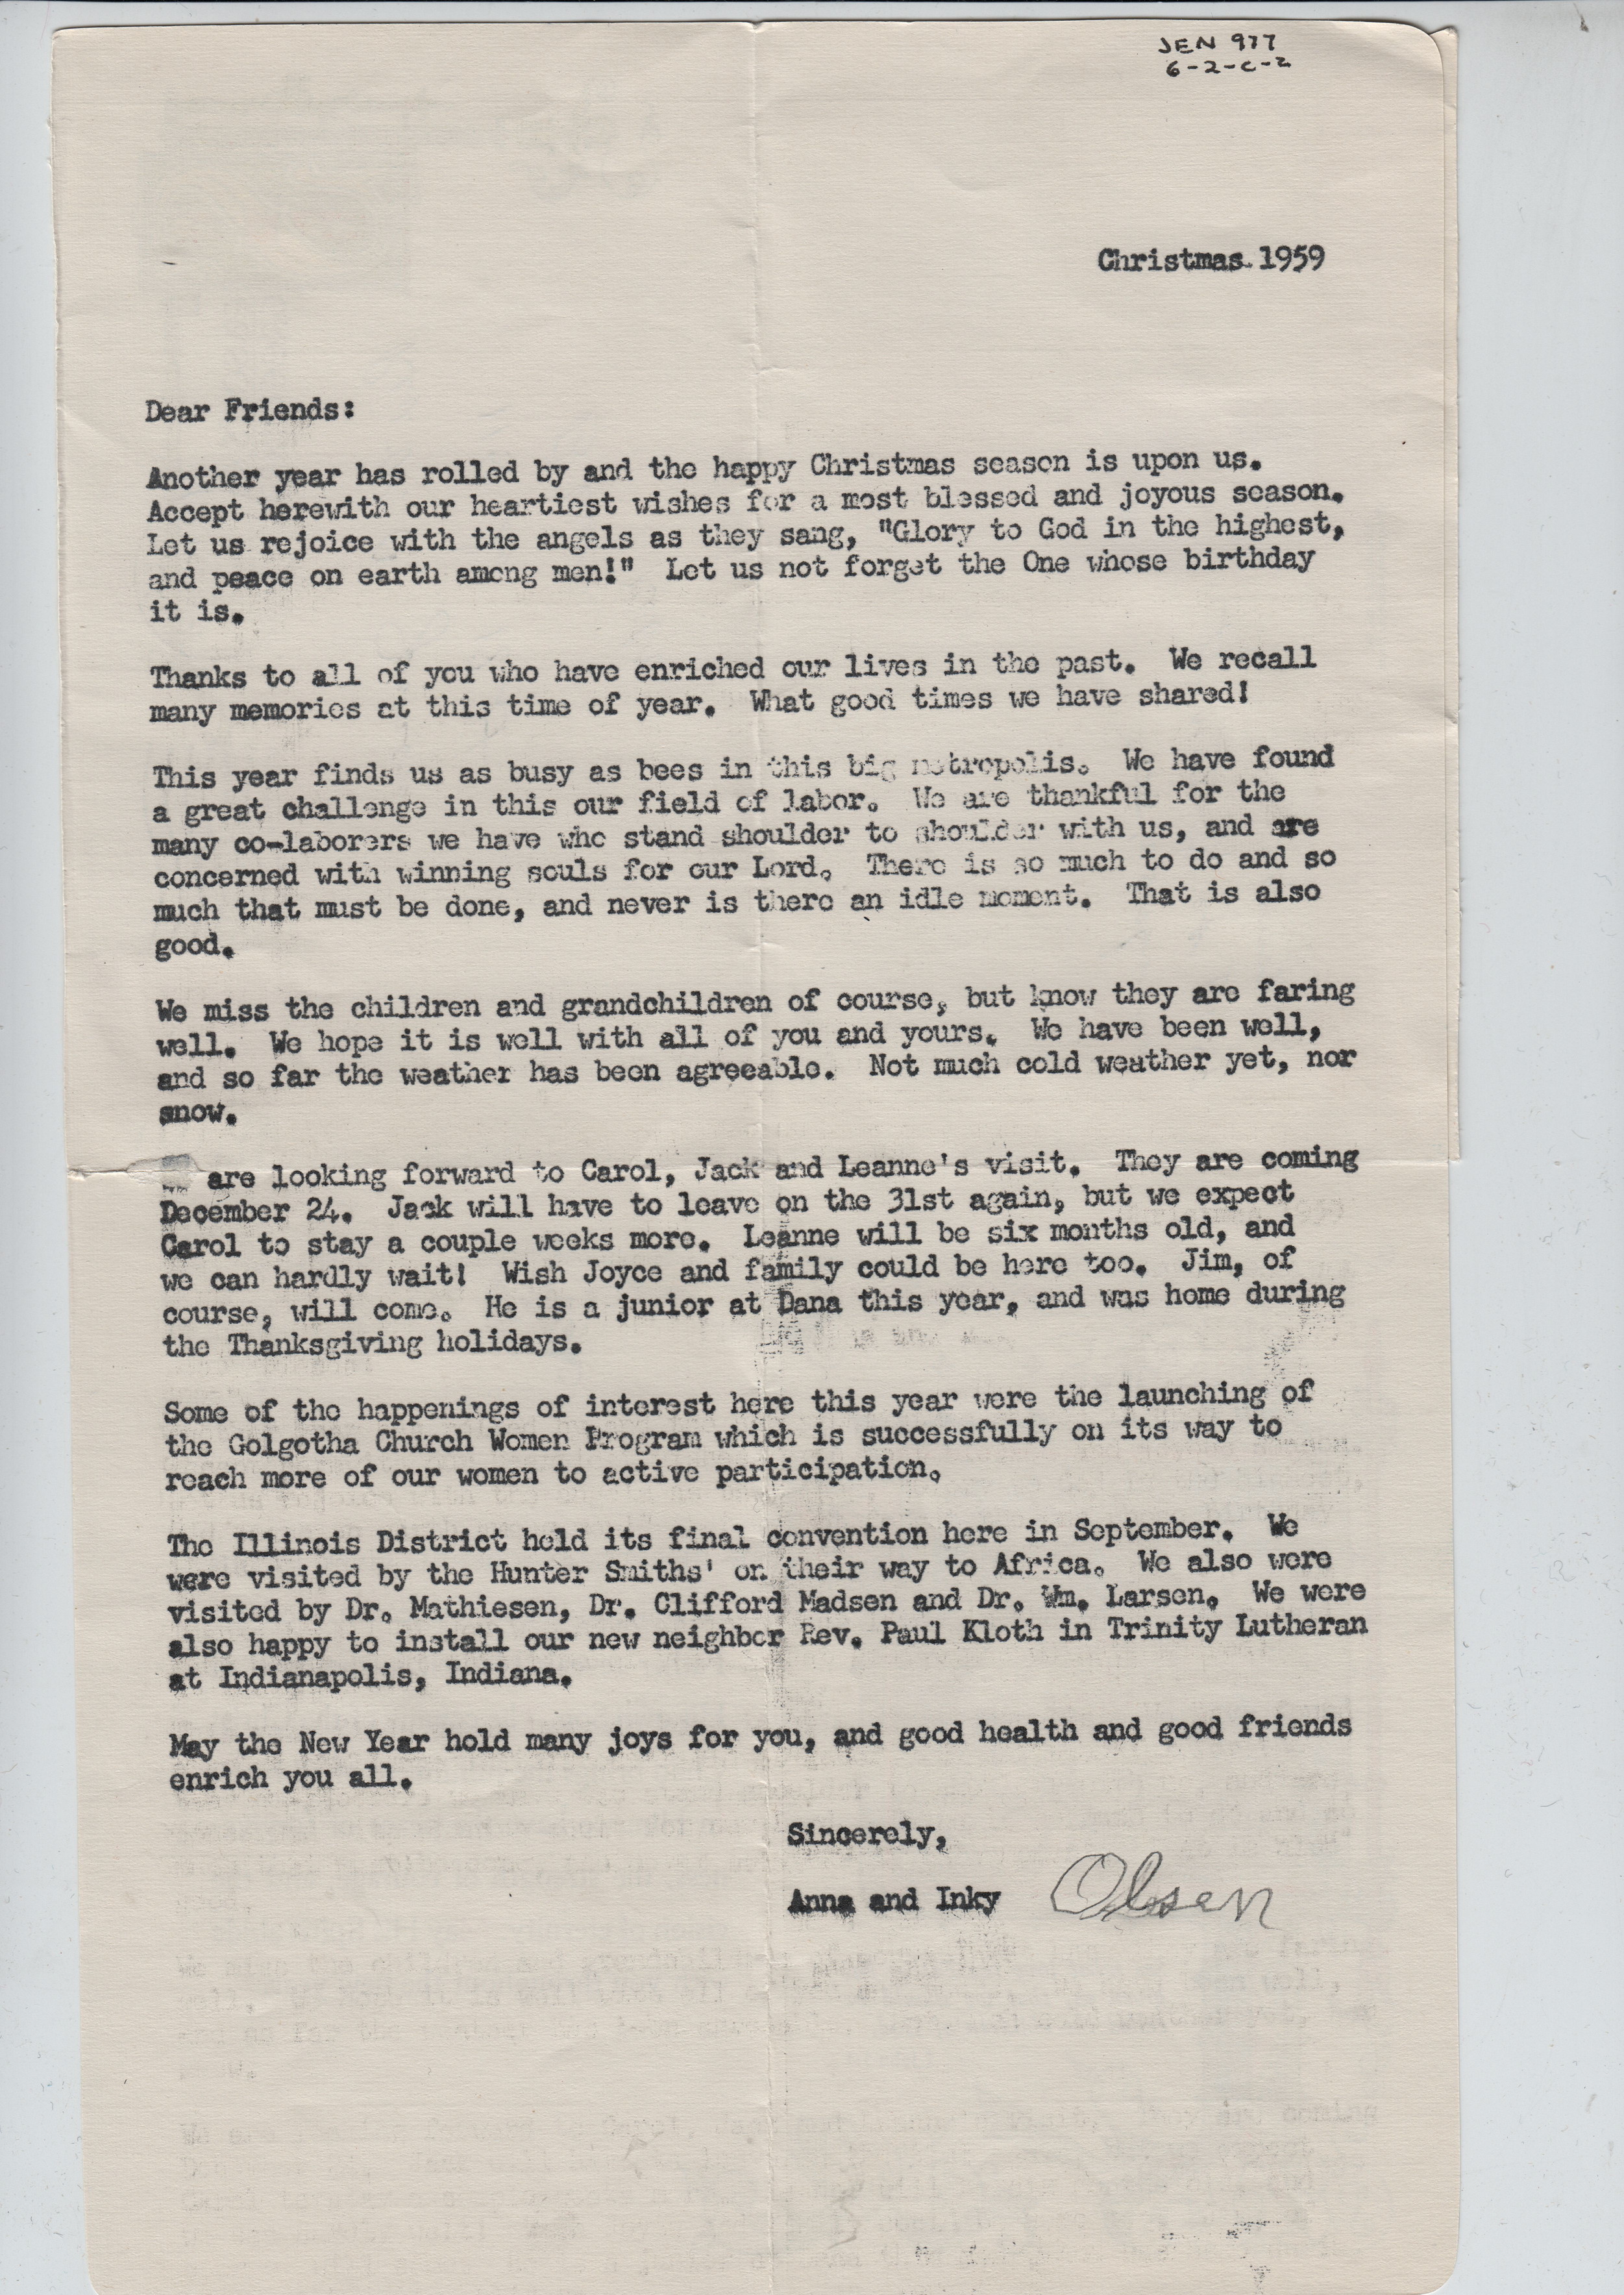 JEN 977
6-2-C-2
Christmas 1959
Dear Friends:
Another year has rolled by and the happy Christmas season is upon us.
Accept herewith our heartiest wishes for a most blessed and joyous season.
Let us rejoice with the angels as they sang, "Glory to God in the highest,
and peace on earth among men!" Let us not forget the One whose birthday
it is.
Thanks to all of you who have enriched our lives in the past. We recall
many memories at this time of year. What good times we have shared!
This year finds us as busy as bees in this big metropolis. We have found
a great challenge in this our field of labor. We are thankful for the
many co-laborers we have who stand shoulder to shoulder with us, and are
concerned with winning souls for our Lord. There is so much to do and so
much that must be done, and never is there an idle moment. That is also
good.
We miss the children and grandchildren of course, but know they are faring
well. We hope it is well with all of you and yours. We have been well,
and so far the weather has been agreeable. Not much cold weather yet, nor
snow.
are looking forward to Carol, Jack and Leanne's visit. They are coming
December 24. Jack will have to leave on the 31st again, but we expect
Carol to stay a couple weeks more. Leanne will be six months old, and
we can hardly wait! Wish Joyce and family could be here too. Jim, of
course, will come. He is a junior at Dana this year, and was home during
the Thanksgiving holidays.
Some of the happenings of interest here this year were the launching of
the Golgotha Church Women Program which is successfully on its way to
reach more of our women to active participation.
The Illinois District held its final convention here in September. We
were visited by the Hunter Smiths' on their way to Africa. We also were
visited by Dr. Mathiesen, Dr. Clifford Madsen and Dr. Wm. Larsen. We were
also happy to install our new neighbor Rev. Paul Kloth in Trinity Lutheran
at Indianapolis, Indiana.
May the New Year hold many joys for you, and good health and good friends
enrich you all.
Sincerely,
Anna and Inky Olsen